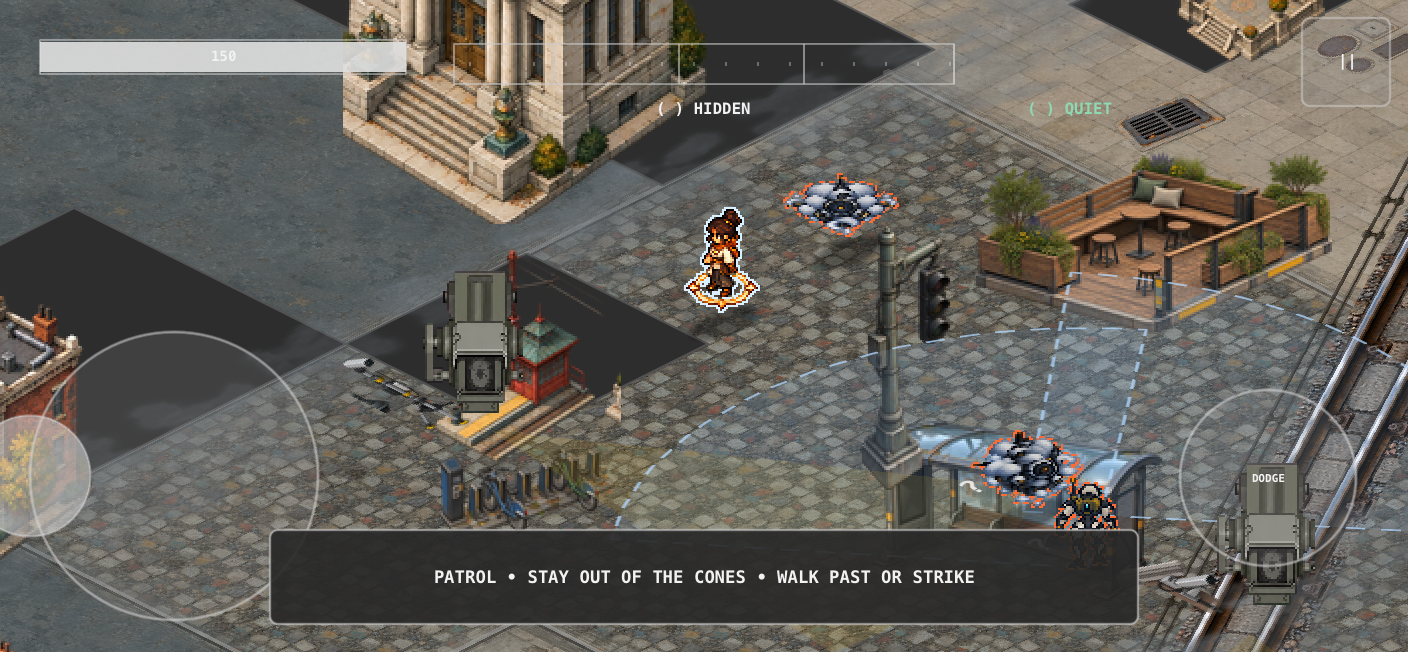 150
( ) HIDDEN
( ) QUIET
DODGE
PATROL • STAY OUT OF THE CONES • WALK PAST OR STRIKE